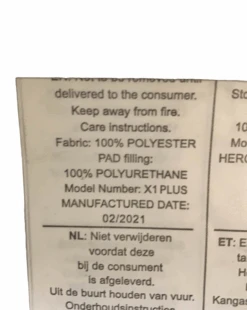 delivered to the consumer.
Keep away from fire.
Care instructions.
Fabric: 100% POLYESTER
PAD filling:
100% POLYURETHANE
Model Number: X1 PLUS
MANUFACTURED DATE:
02/2021
NL: Niet verwijderen
voordat deze
bij de consument
is afgeleverd.
Uit de buurt houden van vuur.
Onderhoudsinstruction
ET: